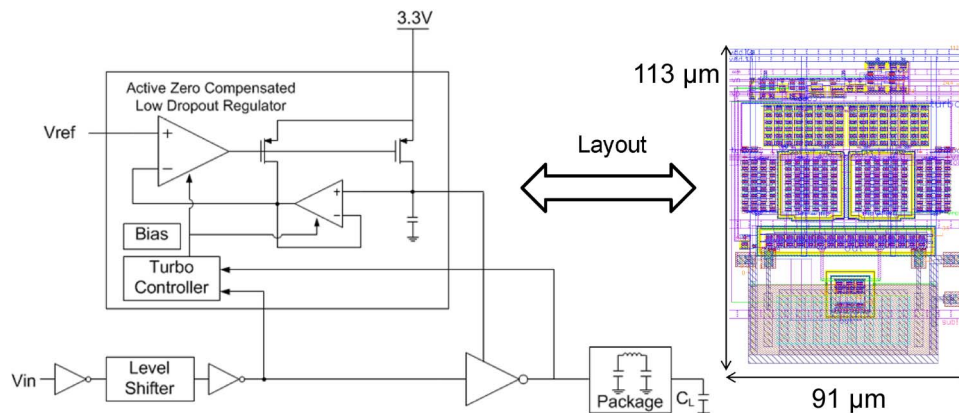 3.3V
Active Zero Compensated
Low Dropout Regulator
Vref
+
−
+
−
Bias
Turbo
Controller
Vin
Level
Shifter
Package
CL
Layout
113 µm
91 µm